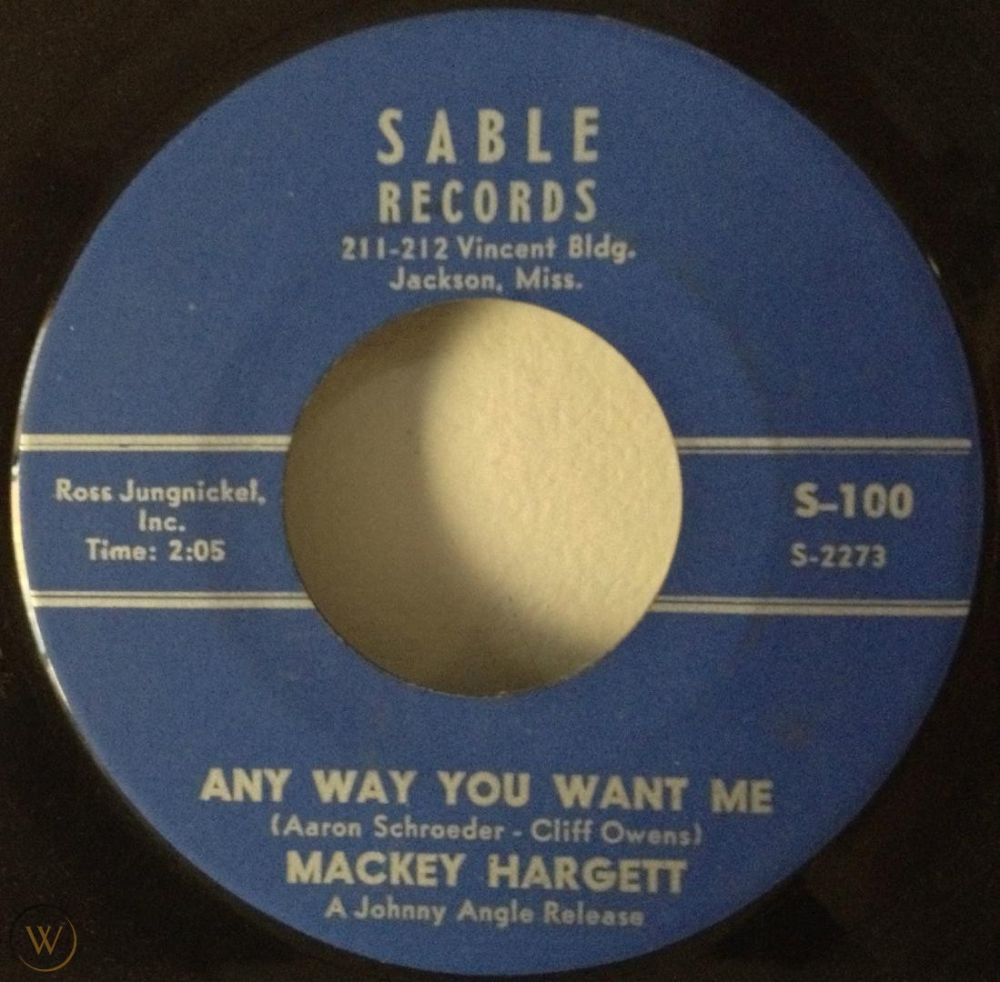 SABLE
RECORDS
211-212 Vincent Bldg.
Jackson, Miss.
Ross Jungnickel,
Inc.
Time: 2:05
S-100
S-2273
ANY WAY YOU WANT ME
(Aaron Schroeder - Cliff Owens)
MACKEY HARGETT
A Johnny Angle Release
W